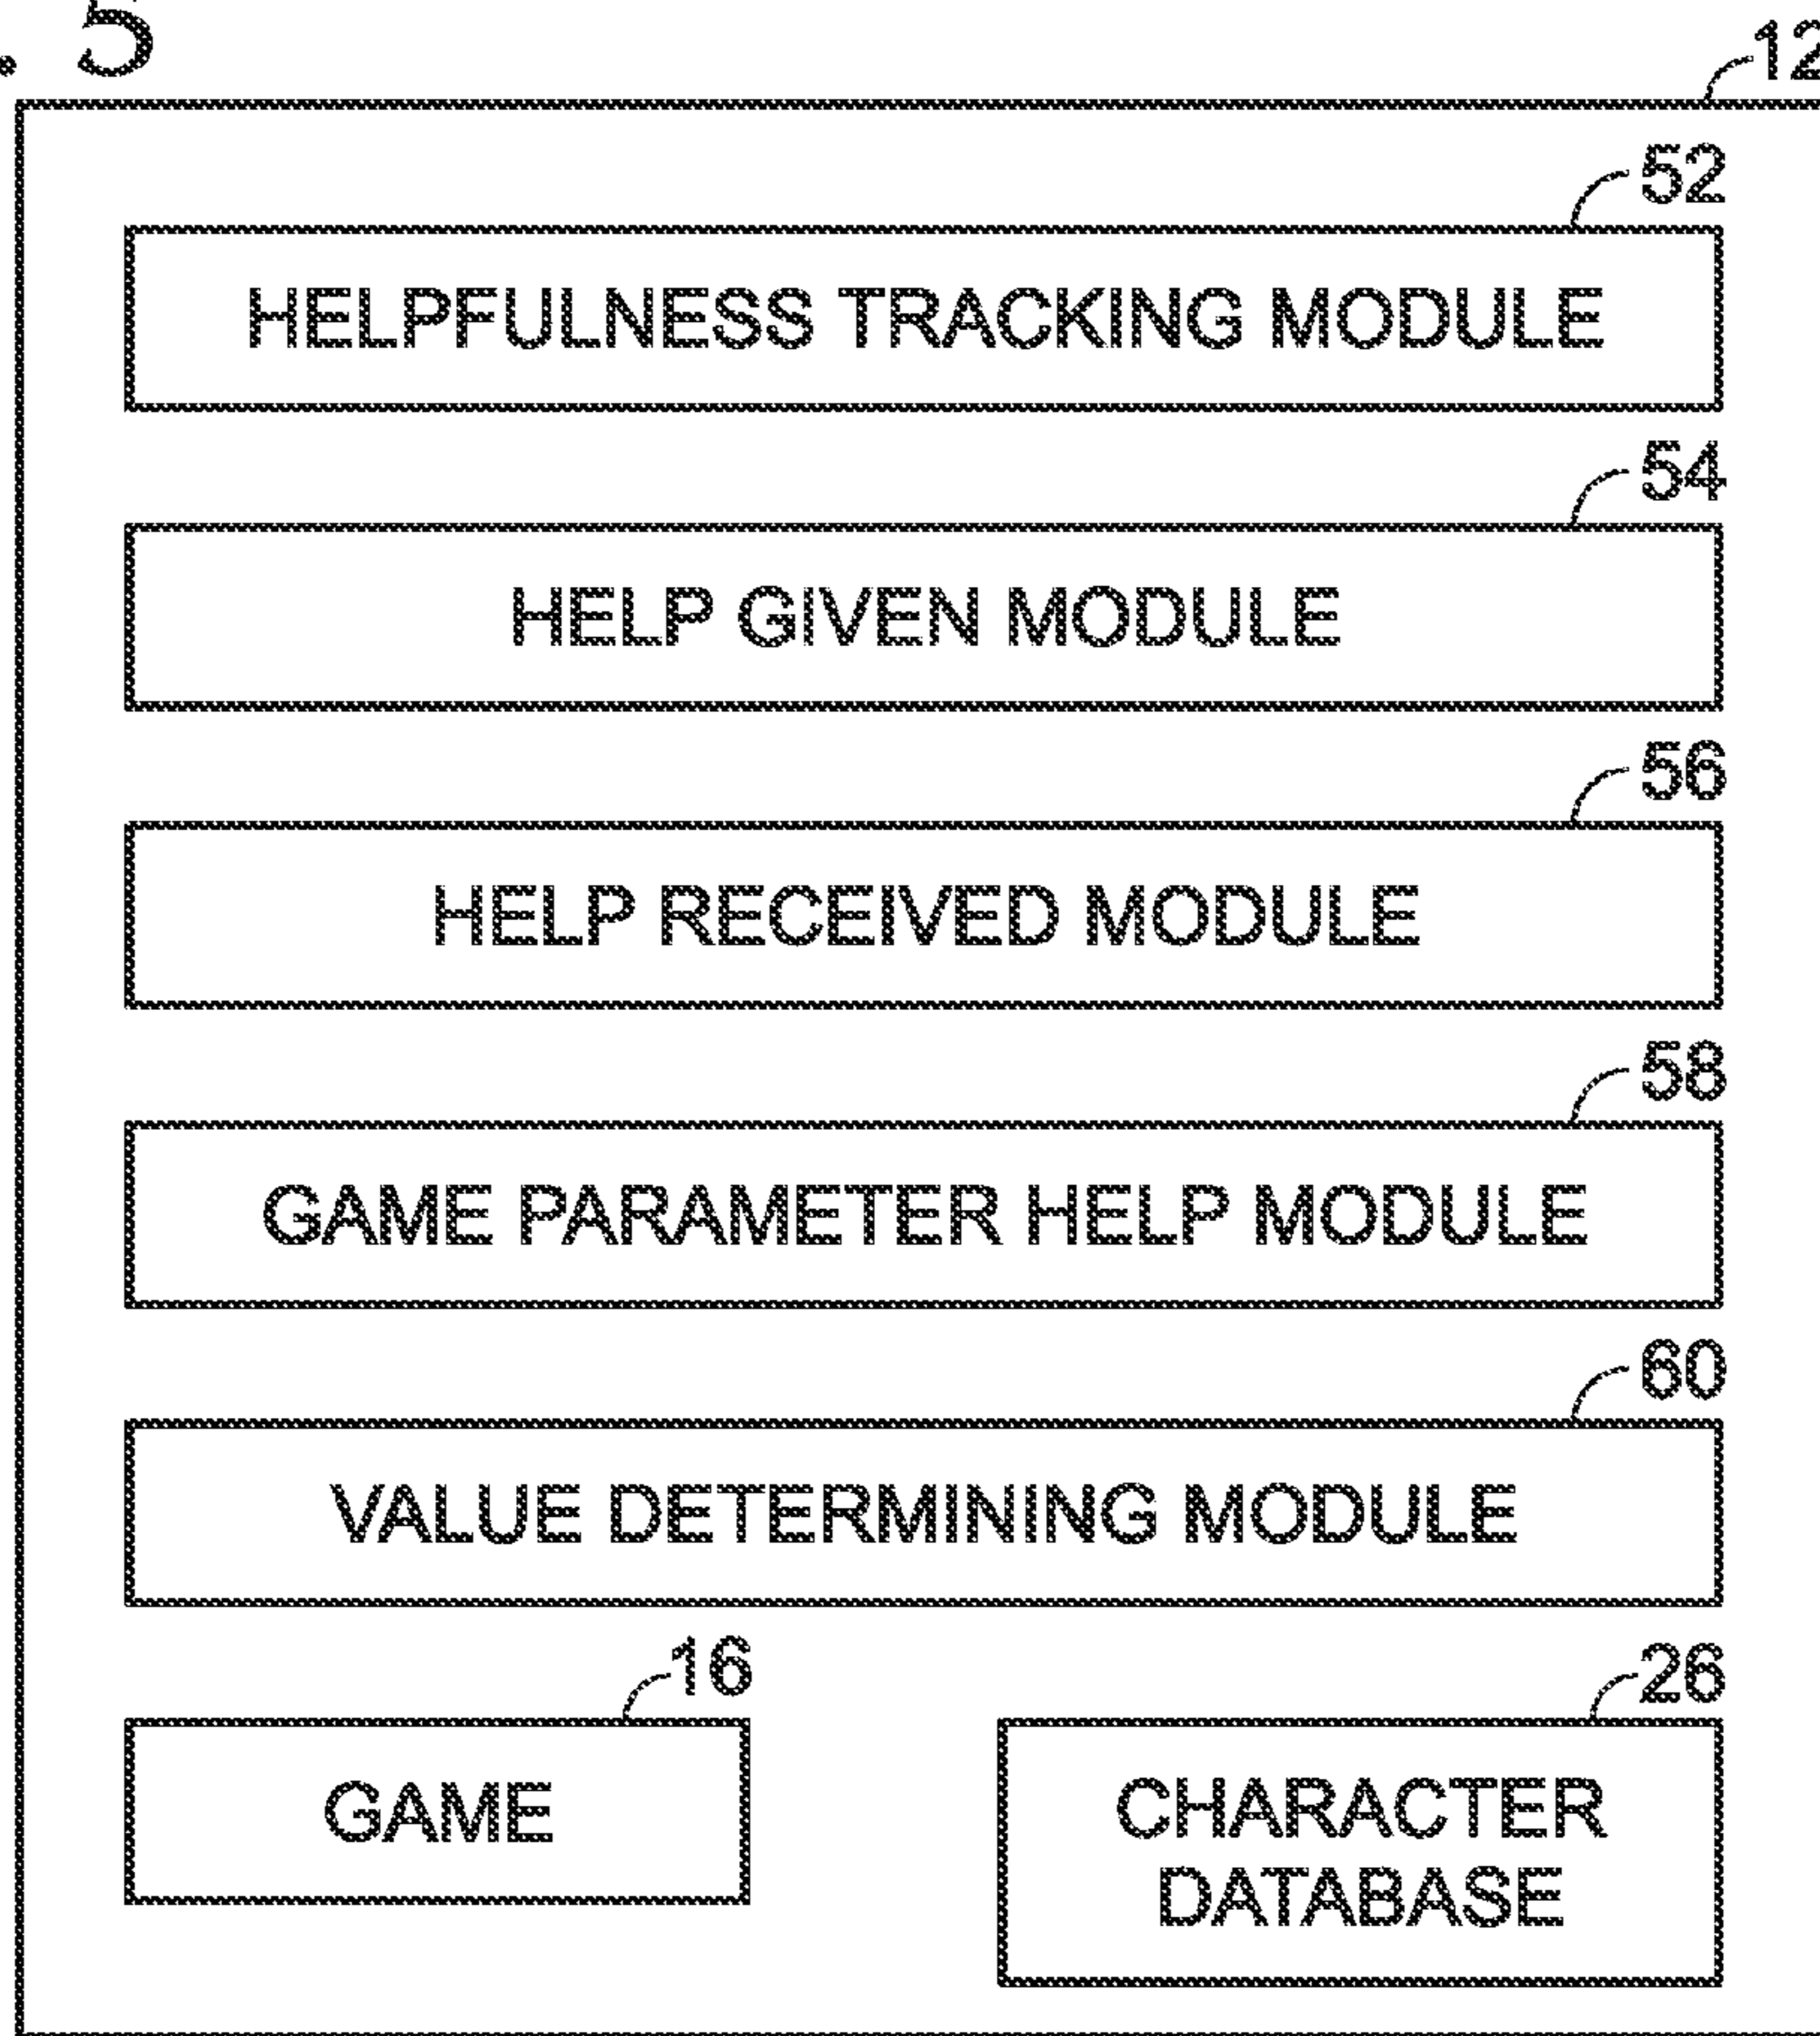 . 5
12
52
HELPFULNESS TRACKING MODULE
54
HELP GIVEN MODULE
56
HELP RECEIVED MODULE
58
GAME PARAMETER HELP MODULE
60
VALUE DETERMINING MODULE
16
26
GAME
CHARACTER
DATABASE